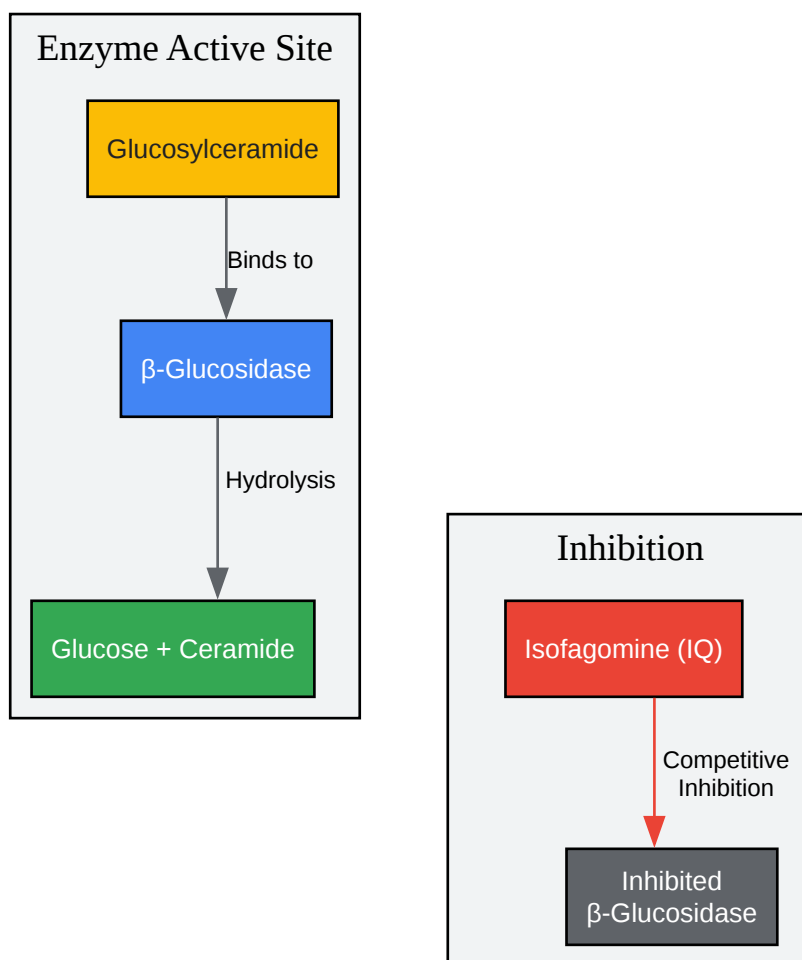 Enzyme Active Site
Glucosylceramide
Binds to
β-Glucosidase
Hydrolysis
Glucose + Ceramide
Inhibition
Isofagomine (IQ)
Competitive
Inhibition
Inhibited
β-Glucosidase